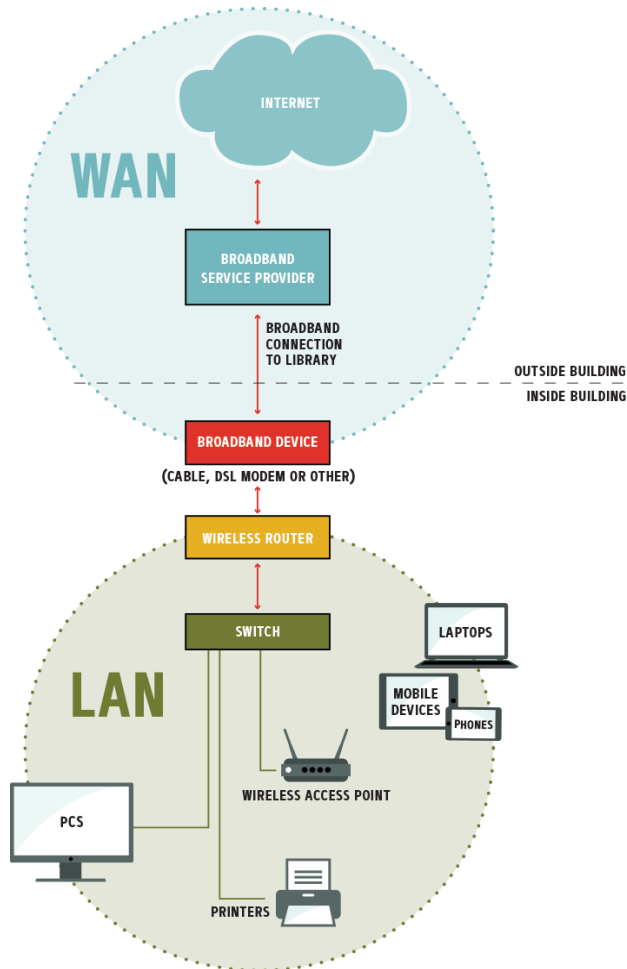 INTERNET
WAN
BROADBAND
SERVICE PROVIDER
BROADBAND
CONNECTION
TO LIBRARY
OUTSIDE BUILDING
INSIDE BUILDING
BROADBAND DEVICE
(CABLE, DSL MODEM OR OTHER)
WIRELESS ROUTER
SWITCH
LAPTOPS
LAN
MOBILE
DEVICES
PHONES
WIRELESS ACCESS POINT
PCS
PRINTERS